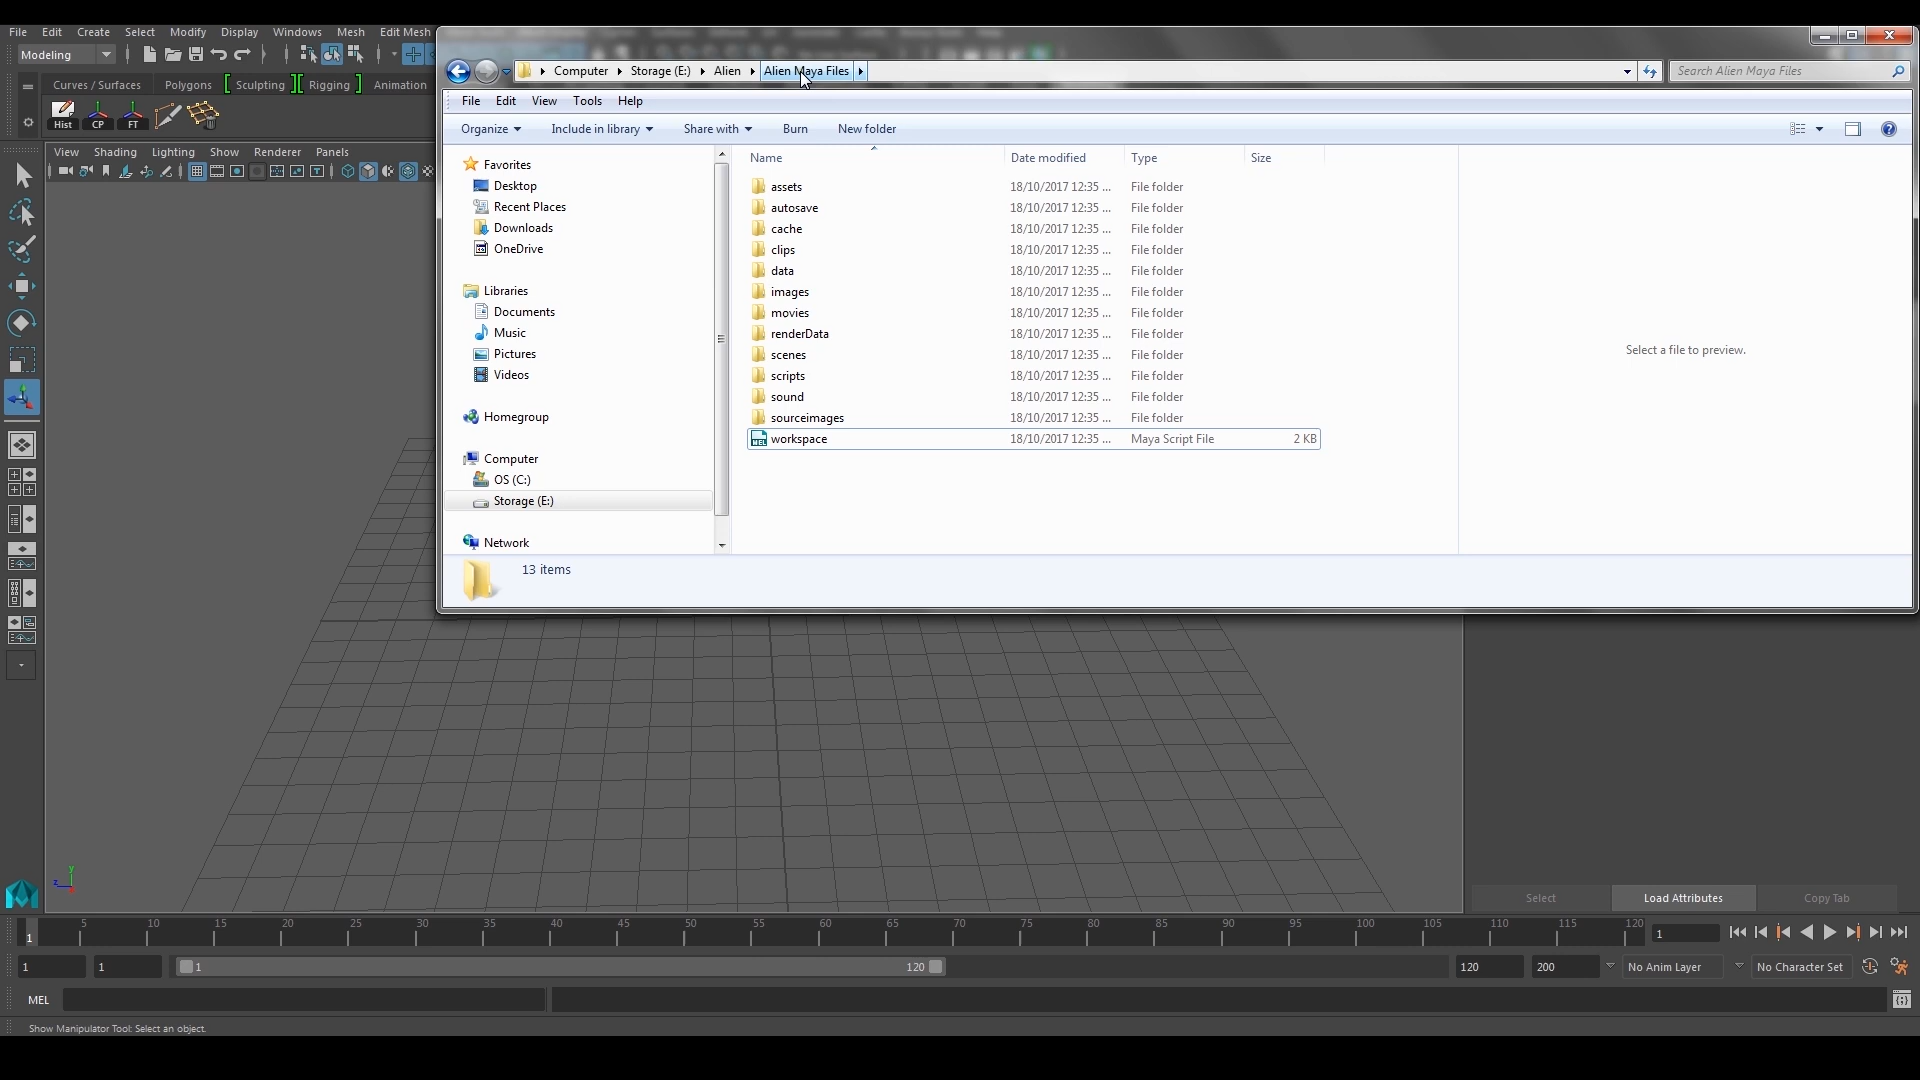 File Edit Create Select Modify Display Windows Mesh Edit Mesh
Modeling
Curves / Surfaces Polygons Sculpting Rigging Animation
Hist CP FT
View Shading Lighting Show Renderer Panels
Computer Storage (E:) Alien Alien Maya Files
Search Alien Maya Files
File Edit View Tools Help
Organize Include in library Share with Burn New folder
Favorites
Desktop
Recent Places
Downloads
OneDrive
Libraries
Documents
Music
Pictures
Videos
Homegroup
Computer
OS (C:)
Storage (E:)
Network
Name Date modified Type Size
assets 18/10/2017 12:35 ... File folder
autosave 18/10/2017 12:35 ... File folder
cache 18/10/2017 12:35 ... File folder
clips 18/10/2017 12:35 ... File folder
data 18/10/2017 12:35 ... File folder
images 18/10/2017 12:35 ... File folder
movies 18/10/2017 12:35 ... File folder
renderData 18/10/2017 12:35 ... File folder
scenes 18/10/2017 12:35 ... File folder
scripts 18/10/2017 12:35 ... File folder
sound 18/10/2017 12:35 ... File folder
sourceimages 18/10/2017 12:35 ... File folder
MEL workspace 18/10/2017 12:35 ... Maya Script File 2 KB
Select a file to preview.
13 items
y
z
Select Load Attributes Copy Tab
1 5 10 15 20 25 30 35 40 45 50 55 60 65 70 75 80 85 90 95 100 105 110 115 120 1
1 1 1 120 120 200 No Anim Layer No Character Set
MEL
Show Manipulator Tool: Select an object.